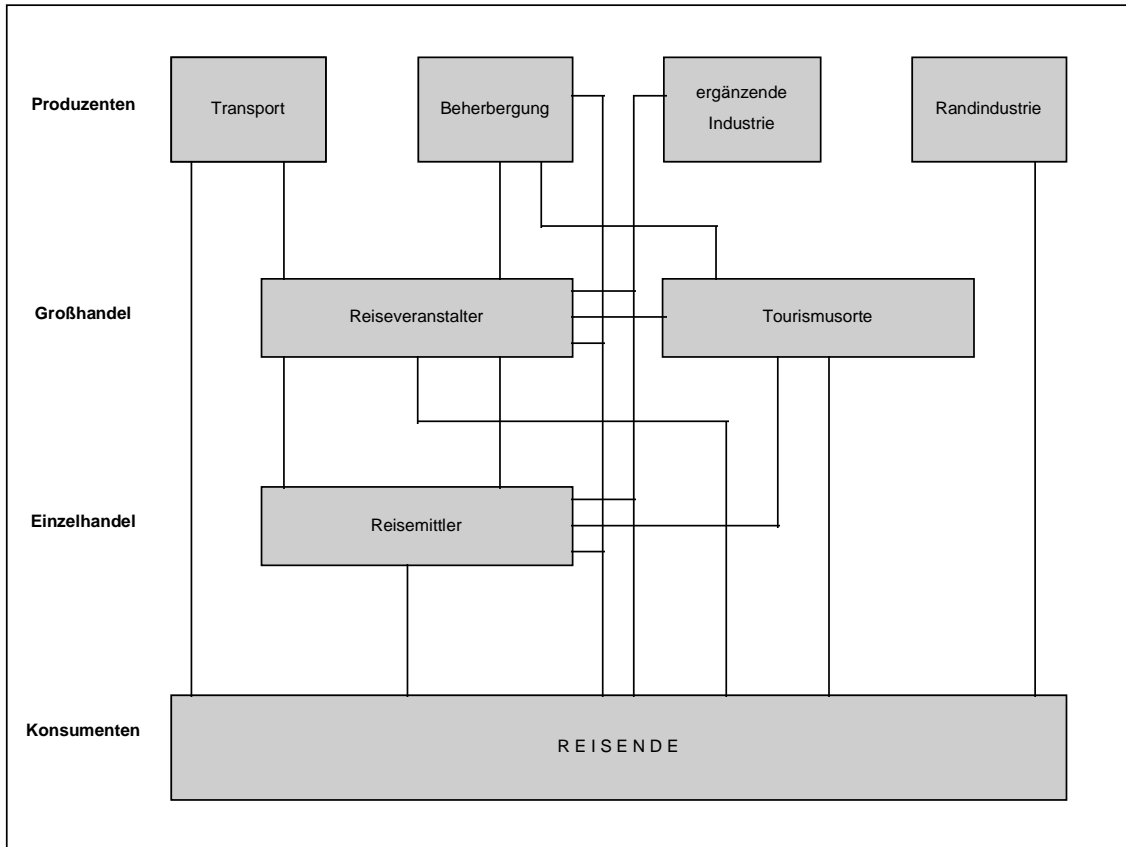 Produzenten
Transport
Beherbergung
ergänzende
Industrie
Randindustrie
Großhandel
Reiseveranstalter
Tourismusorte
Einzelhandel
Reisemittler
Konsumenten
R E I S E N D E